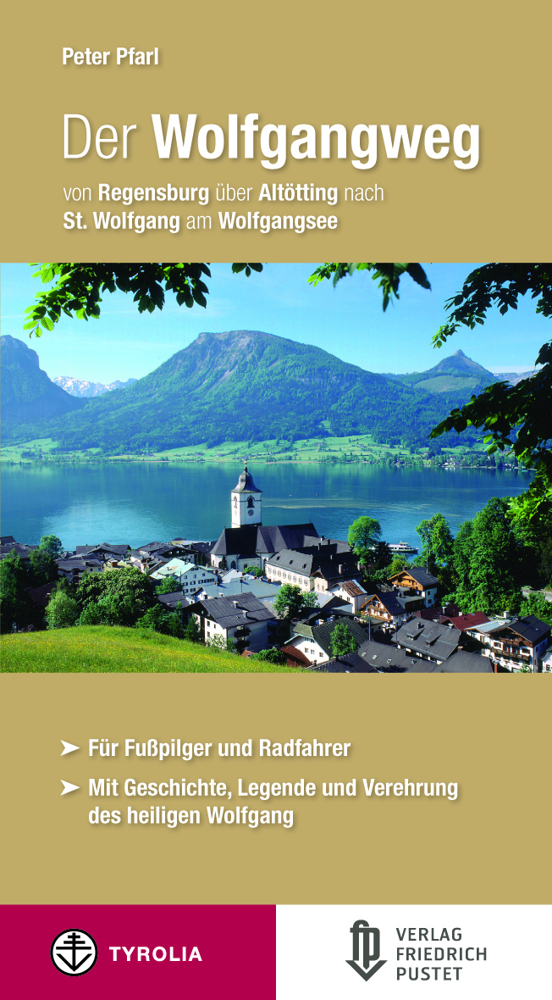 Peter Pfarl
Der Wolfgangweg
von Regensburg über Altötting nach
St. Wolfgang am Wolfgangsee
➤ Für Fußpilger und Radfahrer
➤ Mit Geschichte, Legende und Verehrung
des heiligen Wolfgang
TYROLIA
fp
VERLAG
FRIEDRICH
PUSTET